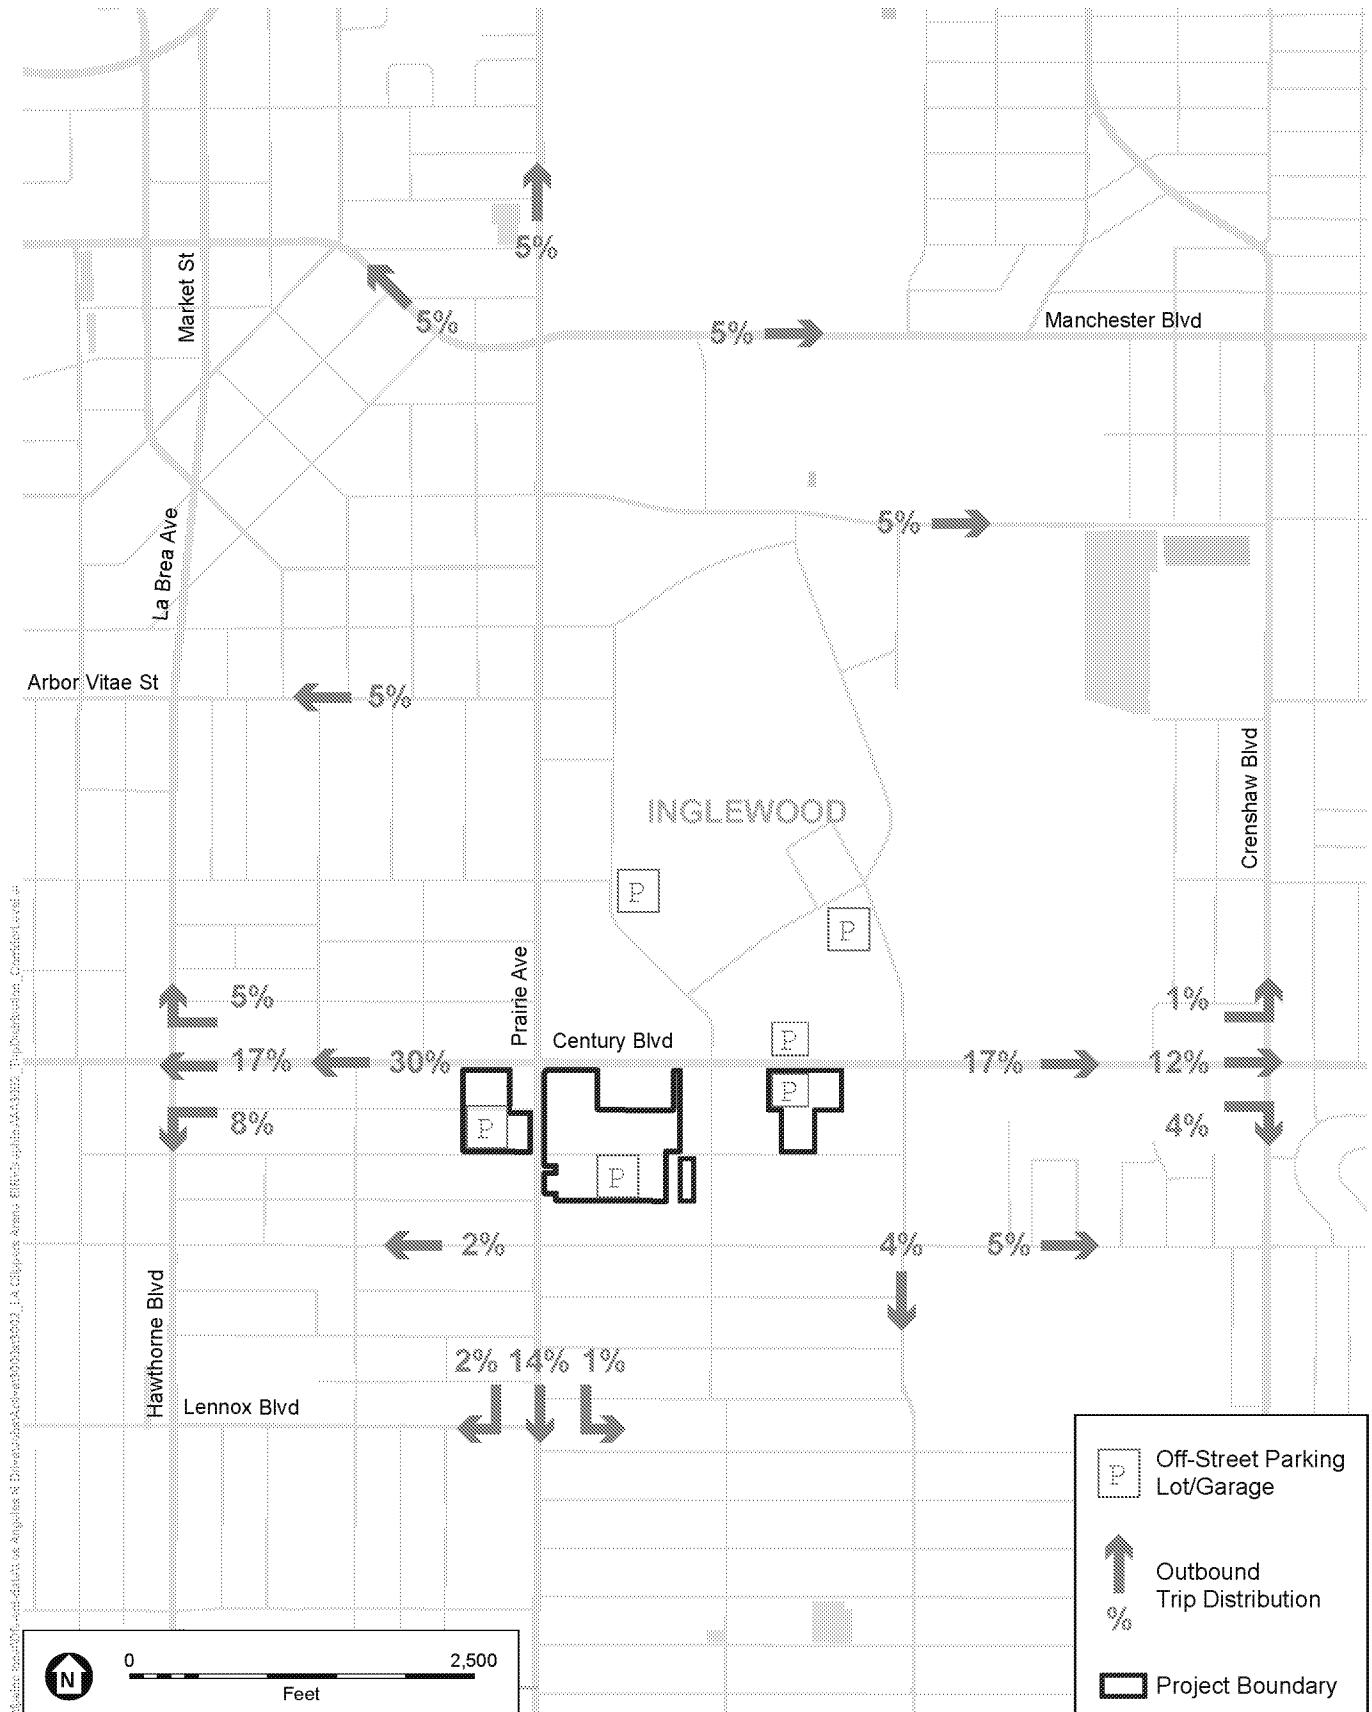 5%
Market St
5%
5%
Manchester Blvd
La Brea Ave
5%
Arbor Vitae St
5%
INGLEWOOD
Crenshaw Blvd
P
P
Prairie Ave
5%
1%
P
Century Blvd
17%
30%
17%
12%
P
8%
P
4%
P
2%
4%
5%
Hawthorne Blvd
2% 14% 1%
Lennox Blvd
P
Off-Street Parking
Lot/Garage
Outbound
Trip Distribution
%
N
0
2,500
Feet
Project Boundary